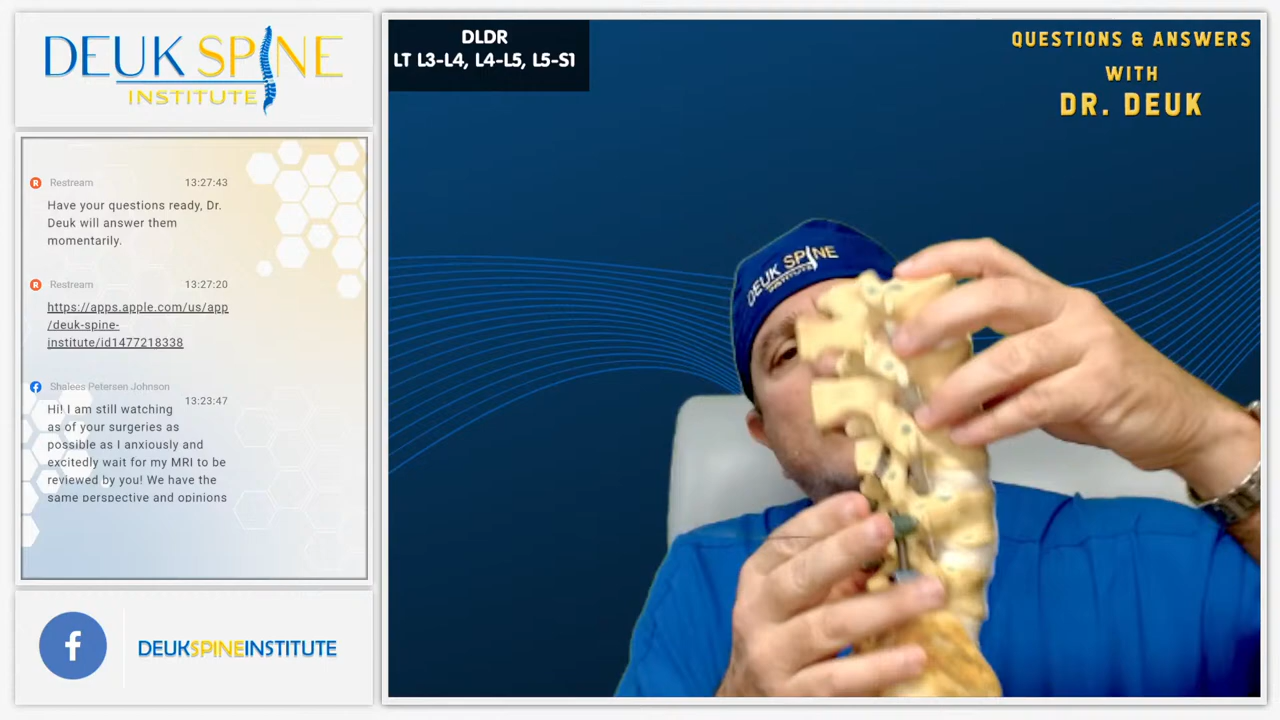 DEUK SPINE
INSTITUTE
Restream 13:27:43
Have your questions ready, Dr.
Deuk will answer them
momentarily.
Restream 13:27:20
https://apps.apple.com/us/app
/deuk-spine-
institute/id1477218338
Shalees Petersen Johnson
13:23:47
Hi! I am still watching
as of your surgeries as
possible as I anxiously and
excitedly wait for my MRI to be
reviewed by you! We have the
same perspective and opinions
f
DEUKSPINEINSTITUTE
DLDR
LT L3-L4, L4-L5, L5-S1
QUESTIONS & ANSWERS
WITH
DR. DEUK
DEUK SPINE
INSTITUTE